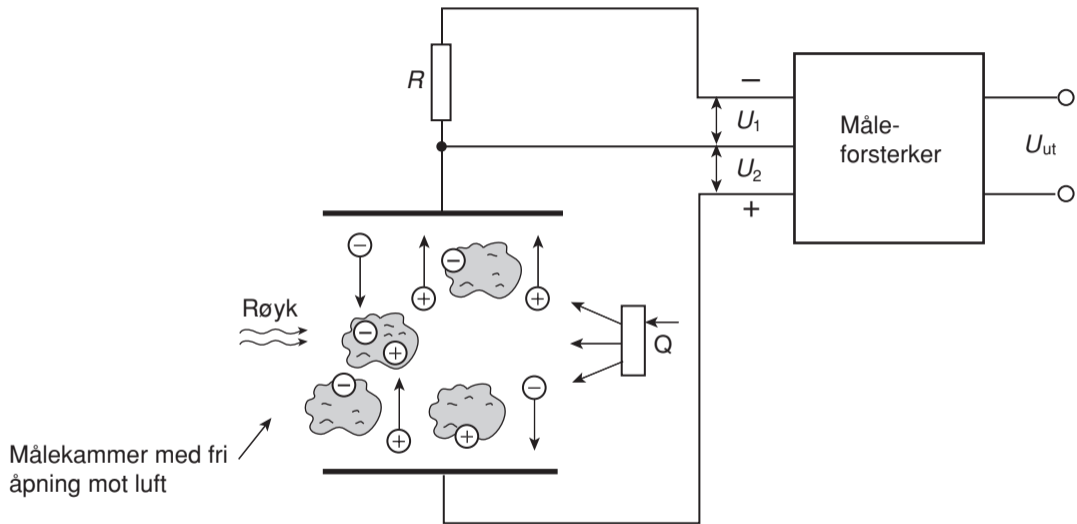 R
−
U₁
U₂
+
Måle-
forsterker
Uut
Røyk
−
+
−
+
−
+
−
+
−
+
Q
Målekammer med fri
åpning mot luft